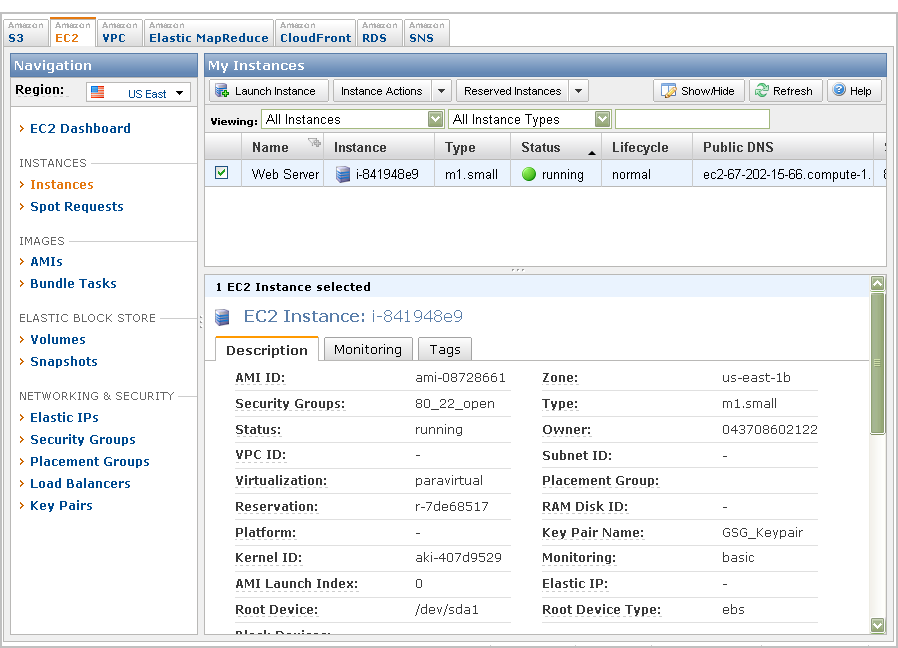 Amazon S3 Amazon EC2 Amazon VPC Amazon Elastic MapReduce Amazon CloudFront Amazon RDS Amazon SNS
Navigation
Region: US East
EC2 Dashboard
INSTANCES
Instances
Spot Requests
IMAGES
AMIs
Bundle Tasks
ELASTIC BLOCK STORE
Volumes
Snapshots
NETWORKING & SECURITY
Elastic IPs
Security Groups
Placement Groups
Load Balancers
Key Pairs
My Instances
Launch Instance Instance Actions Reserved Instances Show/Hide Refresh Help
Viewing: All Instances All Instance Types
Name Instance Type Status Lifecycle Public DNS
Web Server i-841948e9 m1.small running normal ec2-67-202-15-66.compute-1.
1 EC2 Instance selected
EC2 Instance: i-841948e9
Description Monitoring Tags
AMI ID: ami-08728661 Zone: us-east-1b
Security Groups: 80_22_open Type: m1.small
Status: running Owner: 043708602122
VPC ID: - Subnet ID: -
Virtualization: paravirtual Placement Group:
Reservation: r-7de68517 RAM Disk ID: -
Platform: - Key Pair Name: GSG_Keypair
Kernel ID: aki-407d9529 Monitoring: basic
AMI Launch Index: 0 Elastic IP: -
Root Device: /dev/sda1 Root Device Type: ebs
Block Devices: